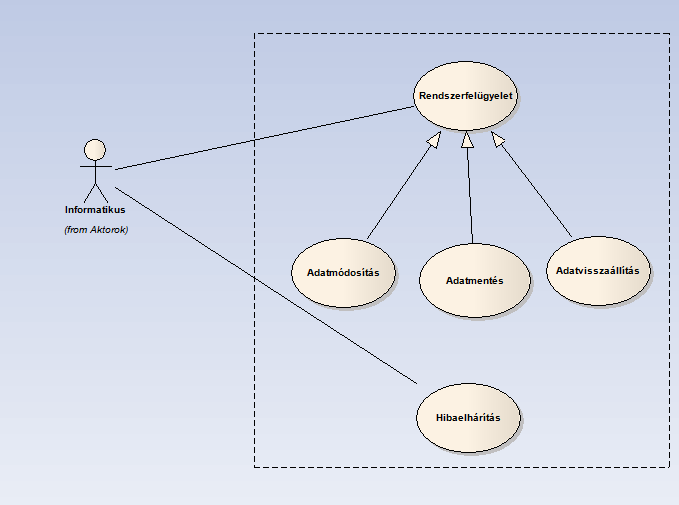 Rendszerfelügyelet
Informatikus
(from Aktorok)
Adatmódosítás
Adatmentés
Adatvisszaállítás
Hibaelhárítás